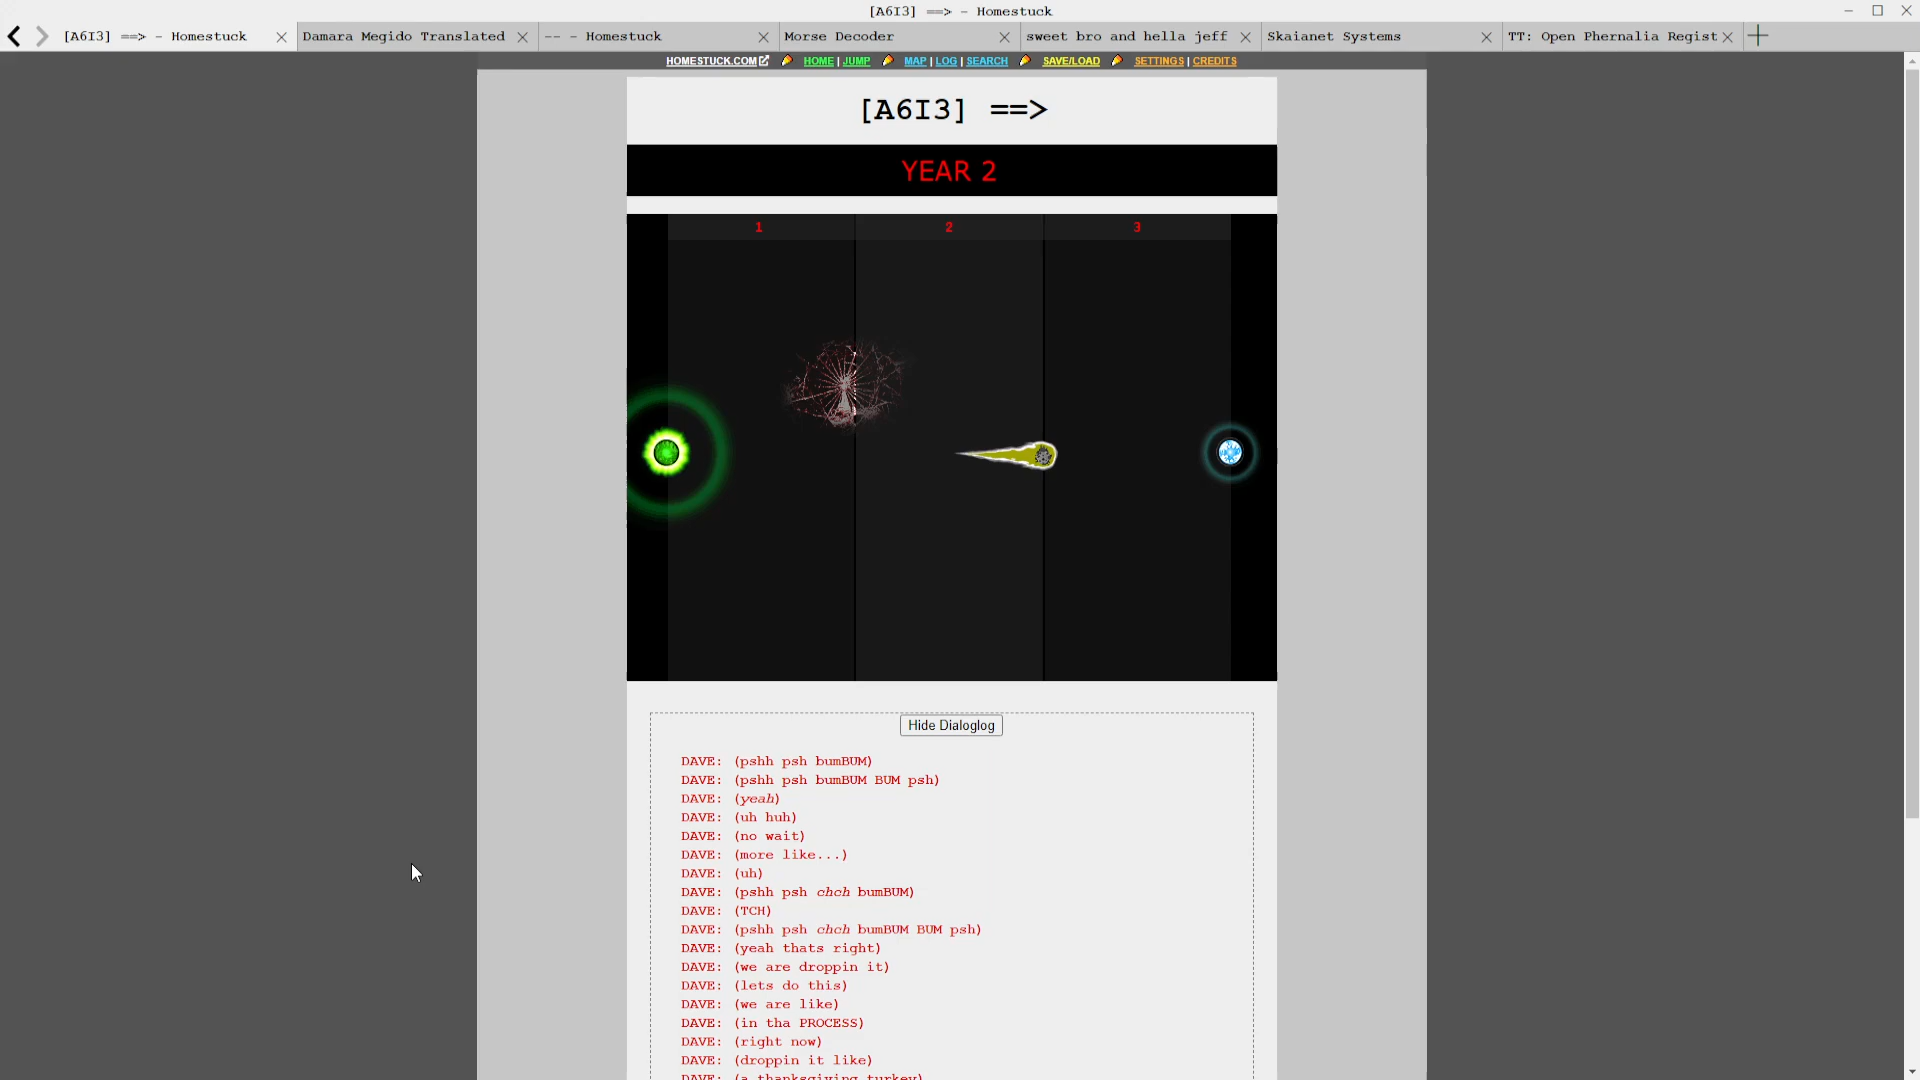 [A6I3] ==> - Homestuck
[A6I3] ==> - Homestuck
Damara Megido Translated
-- - Homestuck
Morse Decoder
sweet bro and hella jeff
Skaianet Systems
TT: Open Phernalia Regist
HOMESTUCK.COM HOME | JUMP MAP | LOG | SEARCH SAVE/LOAD SETTINGS | CREDITS
[A6I3] ==>
YEAR 2
1 2 3
Hide Dialoglog
DAVE: (pshh psh bumBUM)
DAVE: (pshh psh bumBUM BUM psh)
DAVE: (yeah)
DAVE: (uh huh)
DAVE: (no wait)
DAVE: (more like...)
DAVE: (uh)
DAVE: (pshh psh chch bumBUM)
DAVE: (TCH)
DAVE: (pshh psh chch bumBUM BUM psh)
DAVE: (yeah thats right)
DAVE: (we are droppin it)
DAVE: (lets do this)
DAVE: (we are like)
DAVE: (in tha PROCESS)
DAVE: (right now)
DAVE: (droppin it like)
DAVE: (a thanksgiving turkey)